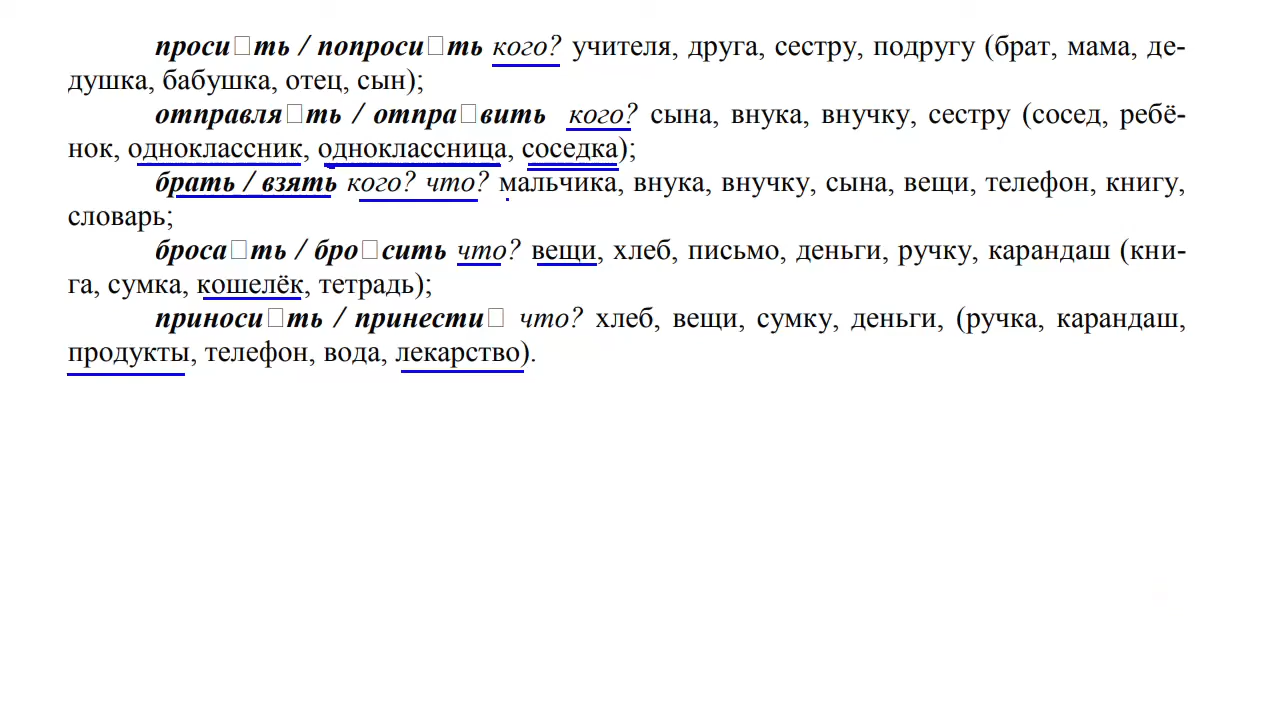 проси□ть / попроси□ть кого? учителя, друга, сестру, подругу (брат, мама, де-
душка, бабушка, отец, сын);
отправля□ть / отпра□вить кого? сына, внука, внучку, сестру (сосед, ребё-
нок, одноклассник, одноклассница, соседка);
брать / взять кого? что? мальчика, внука, внучку, сына, вещи, телефон, книгу,
словарь;
броса□ть / бро□сить что? вещи, хлеб, письмо, деньги, ручку, карандаш (кни-
га, сумка, кошелёк, тетрадь);
приноси□ть / принести□ что? хлеб, вещи, сумку, деньги, (ручка, карандаш,
продукты, телефон, вода, лекарство).